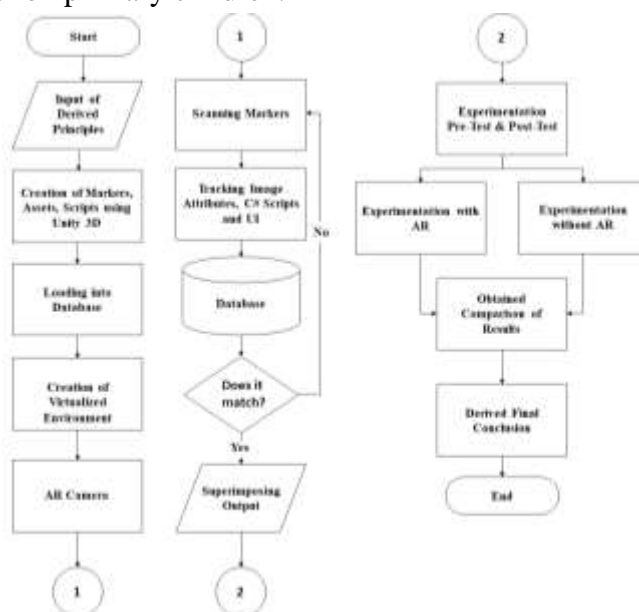 Start
Input of
Derived
Principles
Creation of Markers,
Assets, Scripts using
Unity 3D
Loading into
Database
Creation of
Virtualized
Environment
AR Camera
1
1
Scanning Markers
Tracking Image
Attributes, C# Scripts
and UI
No
Database
Does it
match?
Yes
Superimposing
Output
2
2
Experimentation
Pre-Test & Post-Test
Experimentation
with AR
Experimentation
without AR
Obtained
Comparison of
Results
Derived Final
Conclusion
End